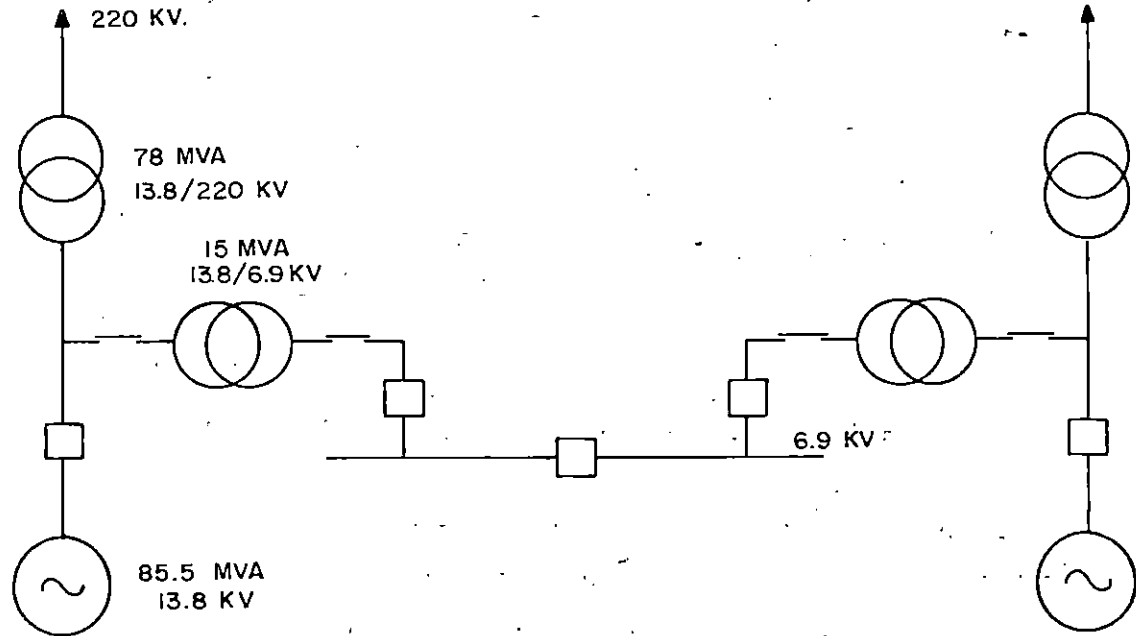 220 KV.
78 MVA
13.8/220 KV
15 MVA
13.8/6.9 KV
6.9 KV
85.5 MVA
13.8 KV